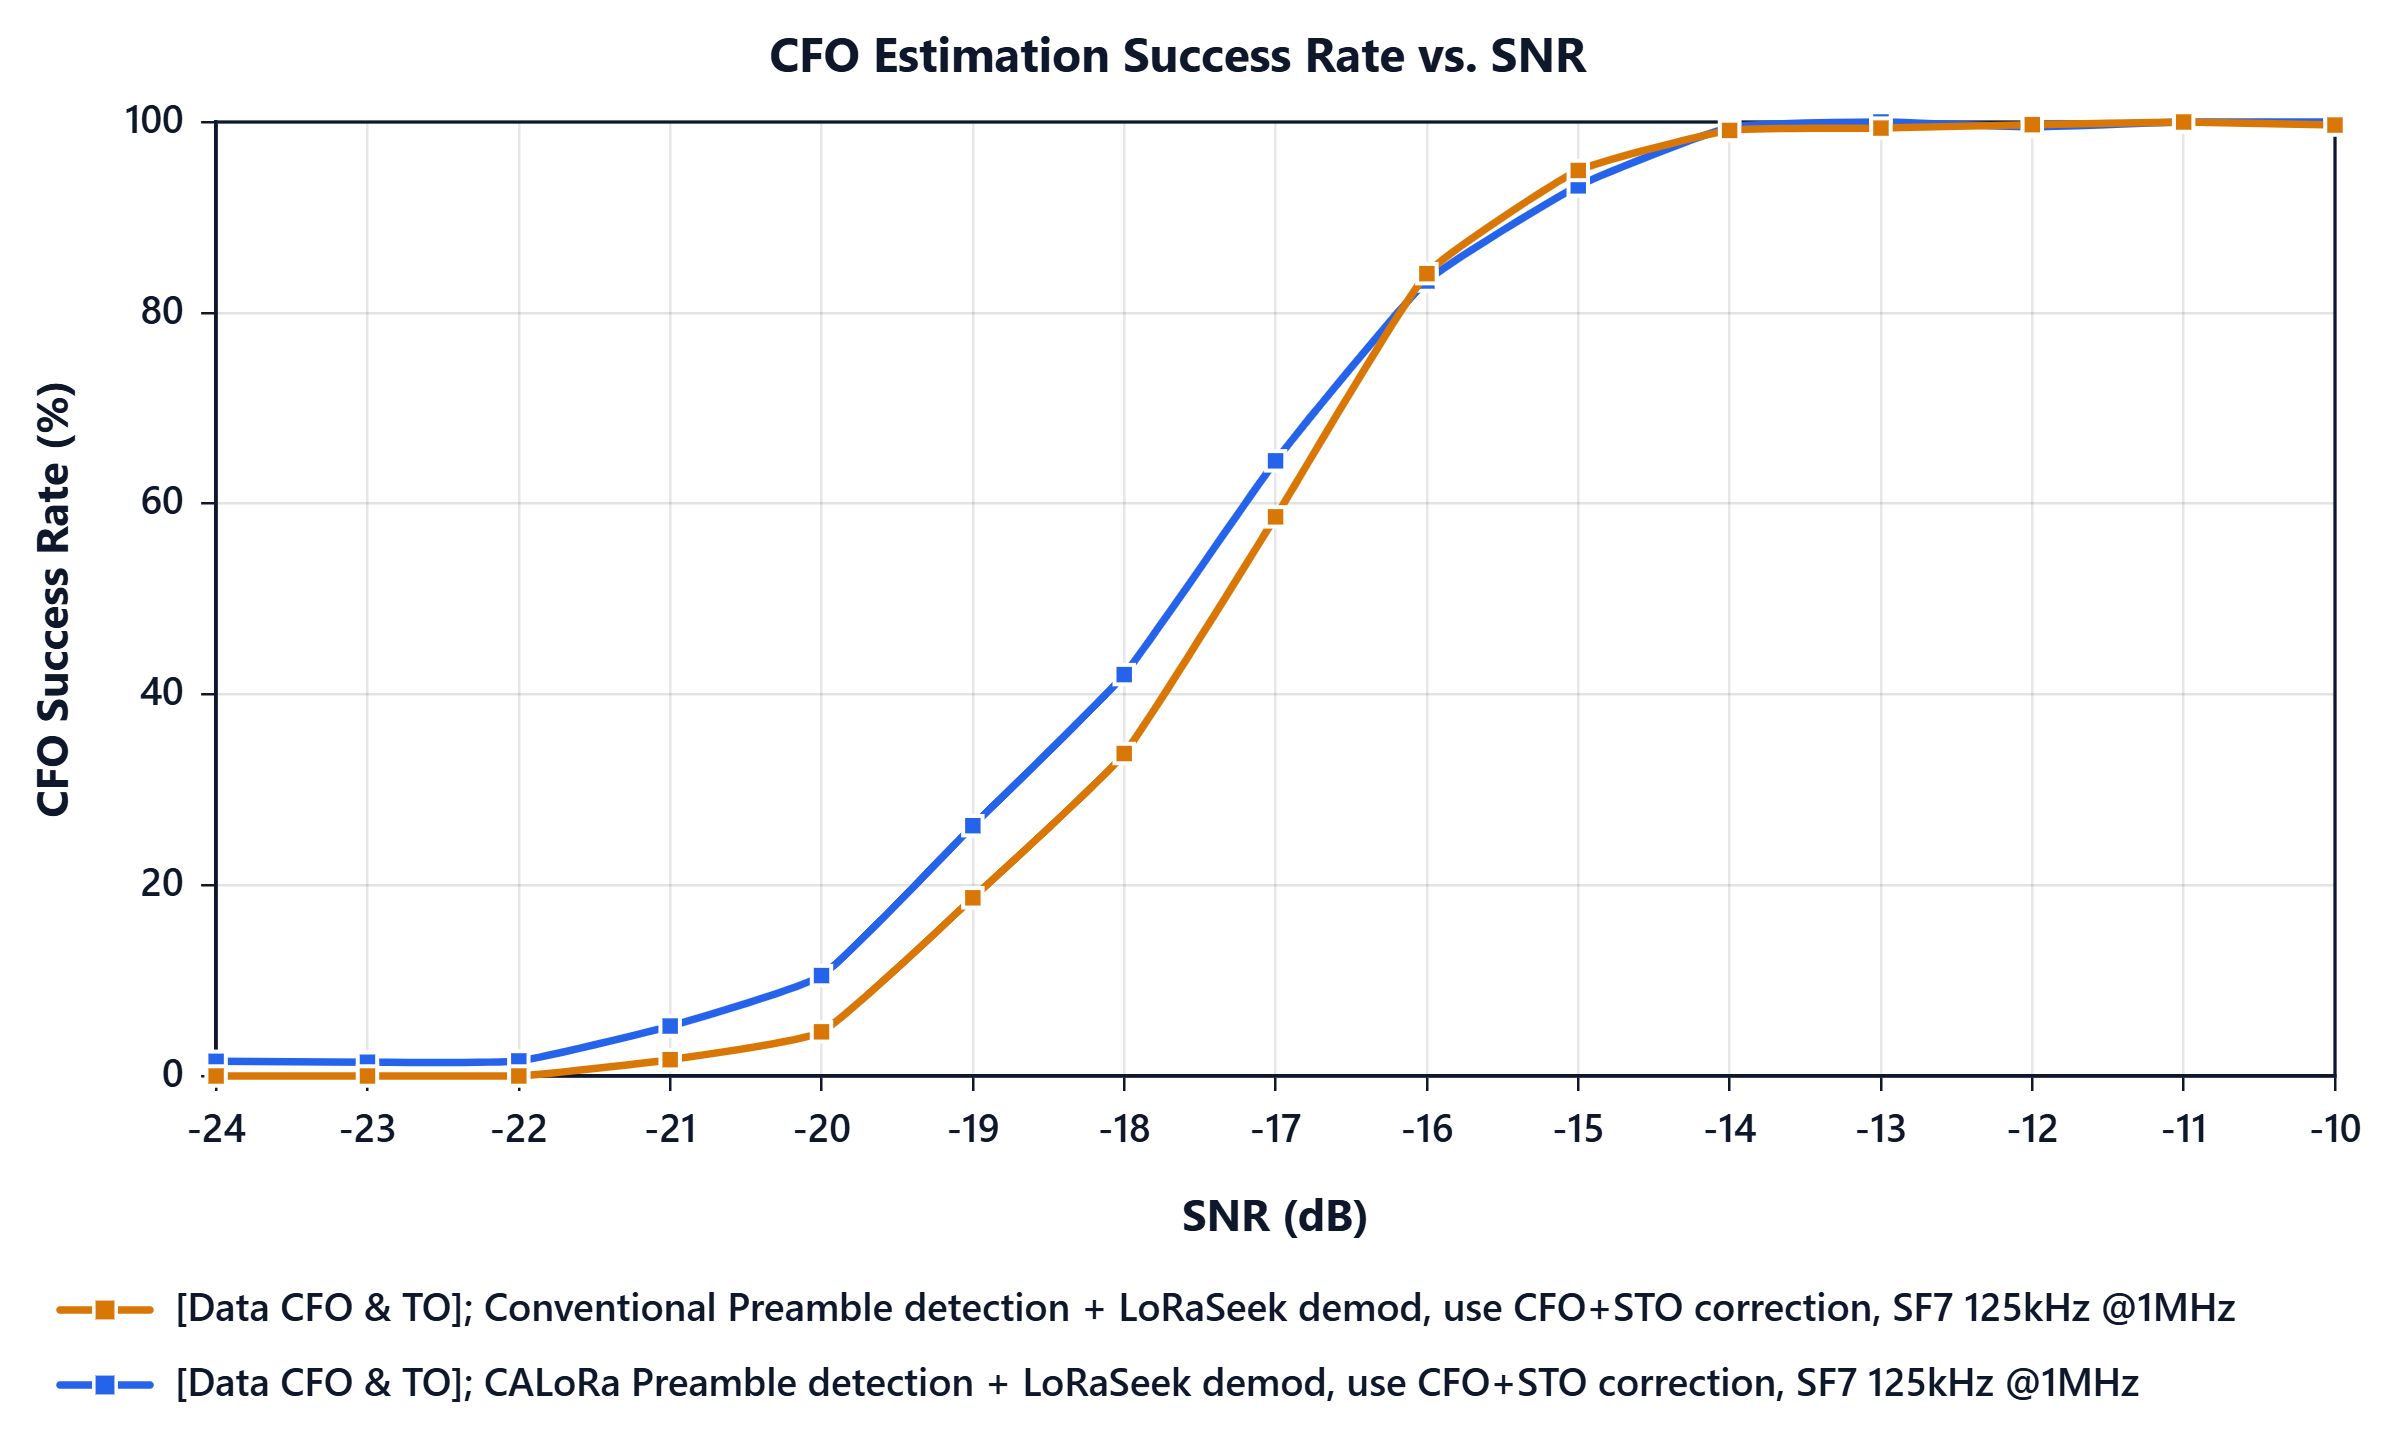 CFO Estimation Success Rate vs. SNR
CFO Success Rate (%)
100
80
60
40
20
0
-24 -23 -22 -21 -20 -19 -18 -17 -16 -15 -14 -13 -12 -11 -10
SNR (dB)
[Data CFO & TO]; Conventional Preamble detection + LoRaSeek demod, use CFO+STO correction, SF7 125kHz @1MHz
[Data CFO & TO]; CALoRa Preamble detection + LoRaSeek demod, use CFO+STO correction, SF7 125kHz @1MHz